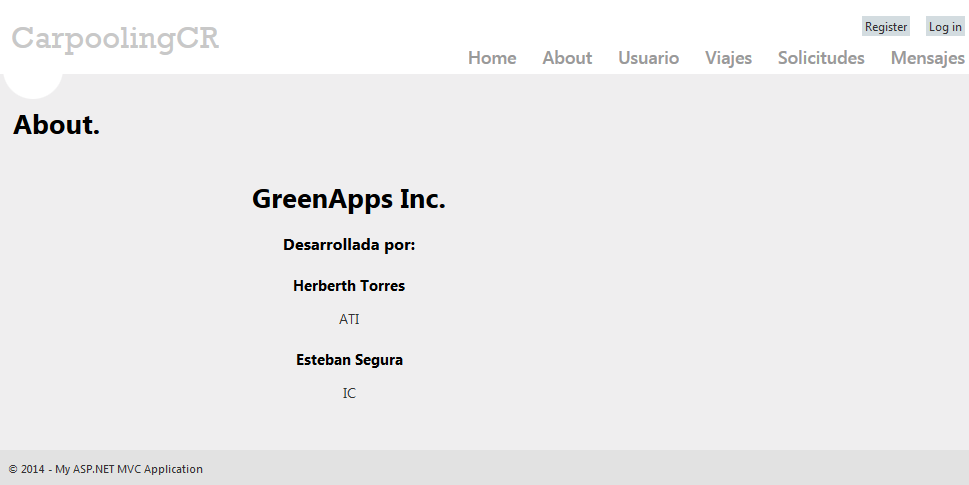 CarpoolingCR
Register Log in
Home About Usuario Viajes Solicitudes Mensajes
About.
GreenApps Inc.
Desarrollada por:
Herberth Torres
ATI
Esteban Segura
IC
© 2014 - My ASP.NET MVC Application